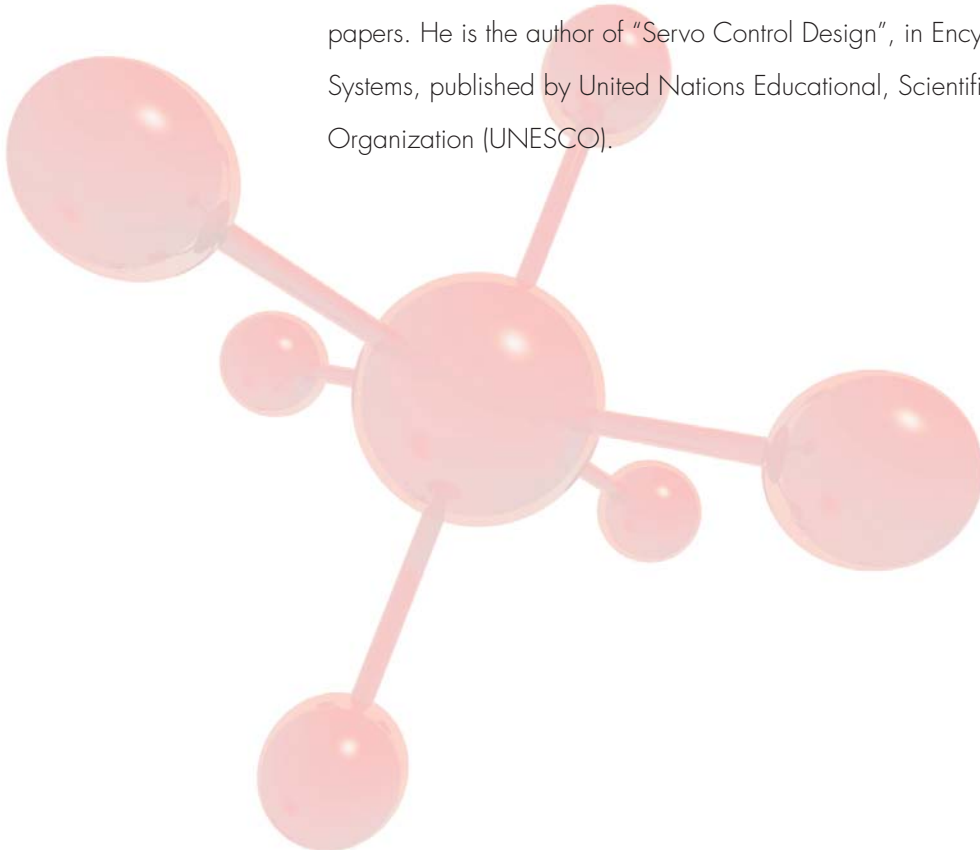 papers. He is the author of “Servo Control Design”, in Ency
Systems, published by United Nations Educational, Scientifi
Organization (UNESCO).